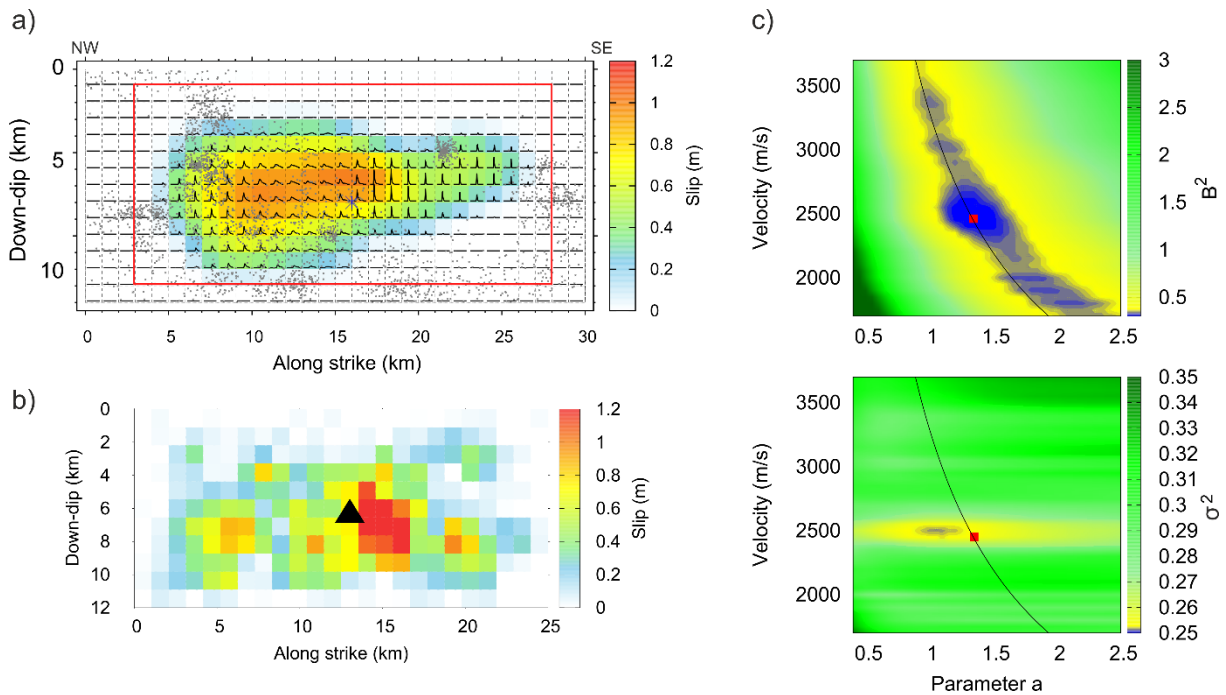 a)
NW
SE
0
5
10
Down-dip (km)
0 5 10 15 20 25 30
Along strike (km)
1.2
1
0.8
0.6
0.4
0.2
0
Slip (m)
b)
0
2
4
6
8
10
12
Down-dip (km)
0 5 10 15 20 25
Along strike (km)
1.2
1
0.8
0.6
0.4
0.2
0
Slip (m)
c)
3500
3000
2500
2000
Velocity (m/s)
0.5 1 1.5 2 2.5
3
2.5
2
1.5
1
0.5
B²
3500
3000
2500
2000
Velocity (m/s)
0.5 1 1.5 2 2.5
Parameter a
0.35
0.34
0.33
0.32
0.31
0.3
0.29
0.28
0.27
0.26
0.25
σ²